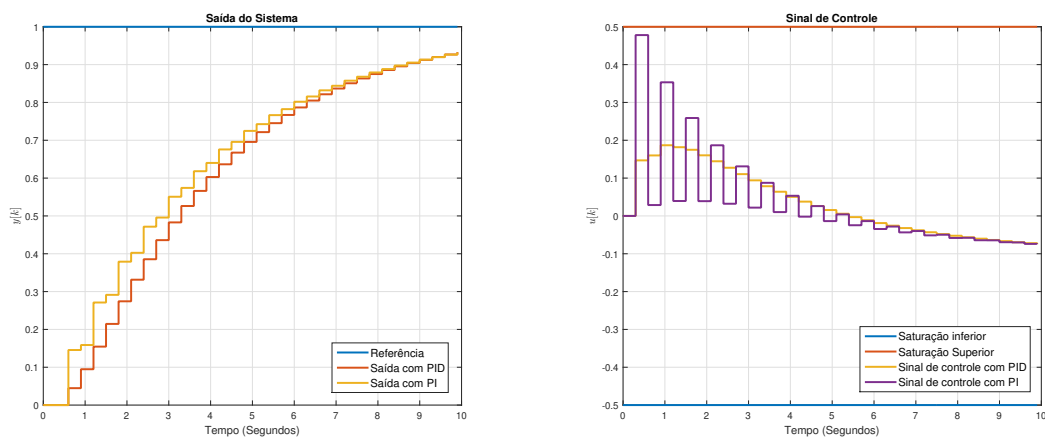 Saída do Sistema
1
0.9
0.8
0.7
0.6
0.5
0.4
0.3
0.2
0.1
0
y[k]
0 1 2 3 4 5 6 7 8 9 10
Tempo (Segundos)
Referência
Saída com PID
Saída com PI
Sinal de Controle
0.5
0.4
0.3
0.2
0.1
0
-0.1
-0.2
-0.3
-0.4
-0.5
u[k]
0 1 2 3 4 5 6 7 8 9 10
Tempo (Segundos)
Saturação inferior
Saturação Superior
Sinal de controle com PID
Sinal de controle com PI